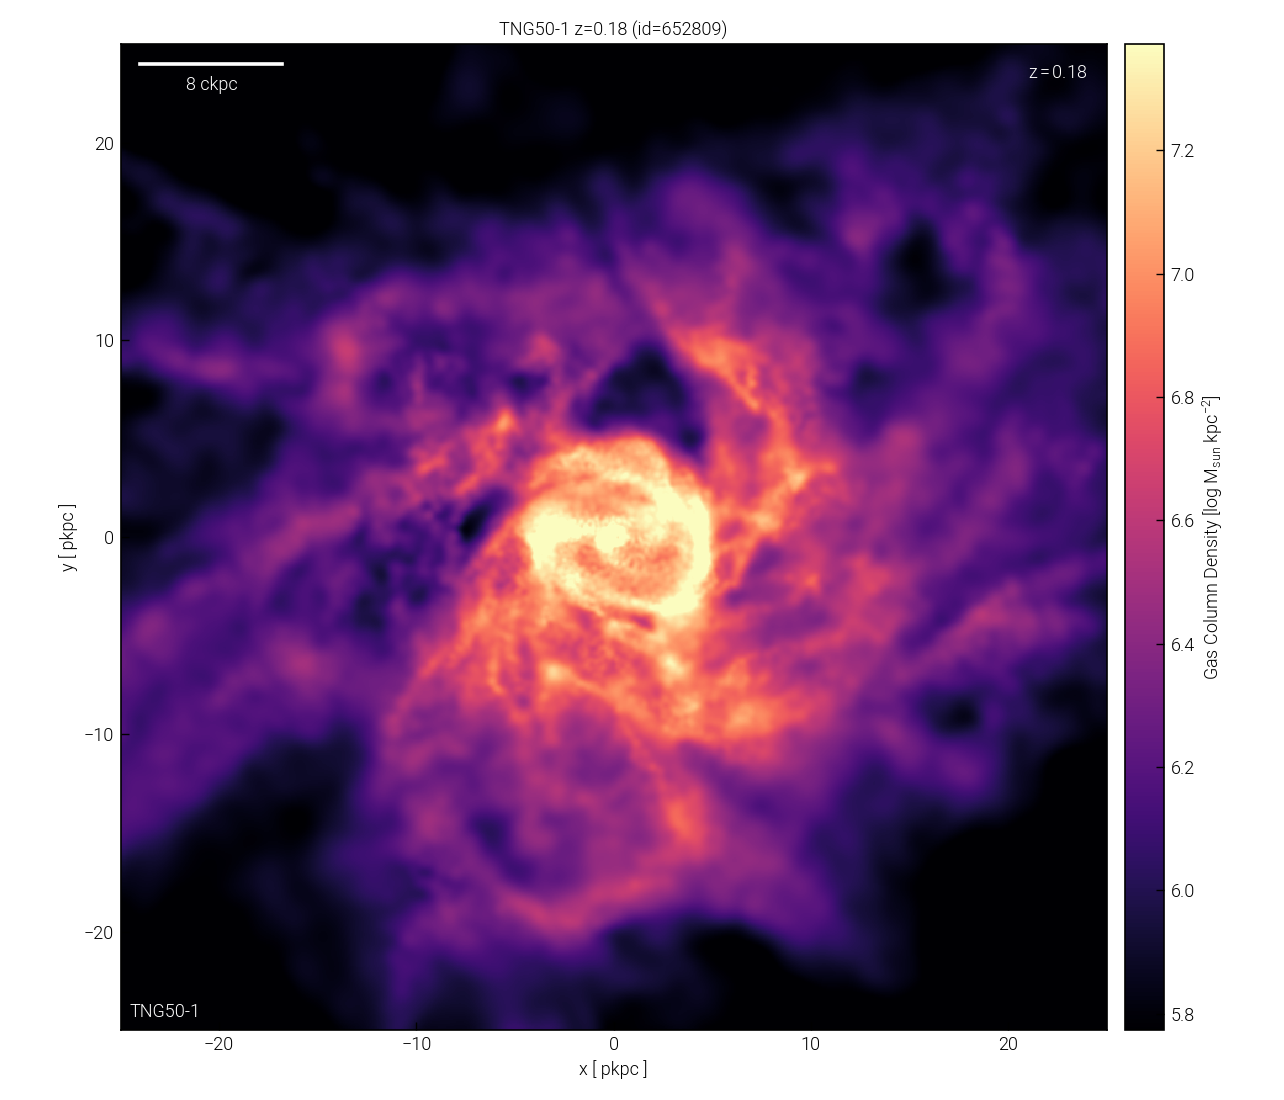 TNG50-1 z=0.18 (id=652809)
8 ckpc
z=0.18
20
10
0
−10
−20
y [ pkpc ]
TNG50-1
−20
−10
0
10
20
x [ pkpc ]
7.2
7.0
6.8
6.6
6.4
6.2
6.0
5.8
Gas Column Density [log M_sun kpc^−2]